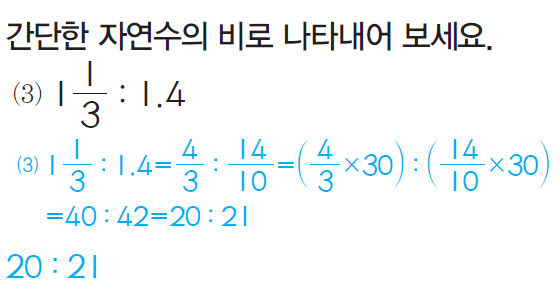 간단한 자연수의 비로 나타내어 보세요.
(3) 1 1/3 : 1.4
(3) 1 1/3 : 1.4 = 4/3 : 14/10 = (4/3 × 30) : (14/10 × 30)
=40 : 42=20 : 21
20 : 21